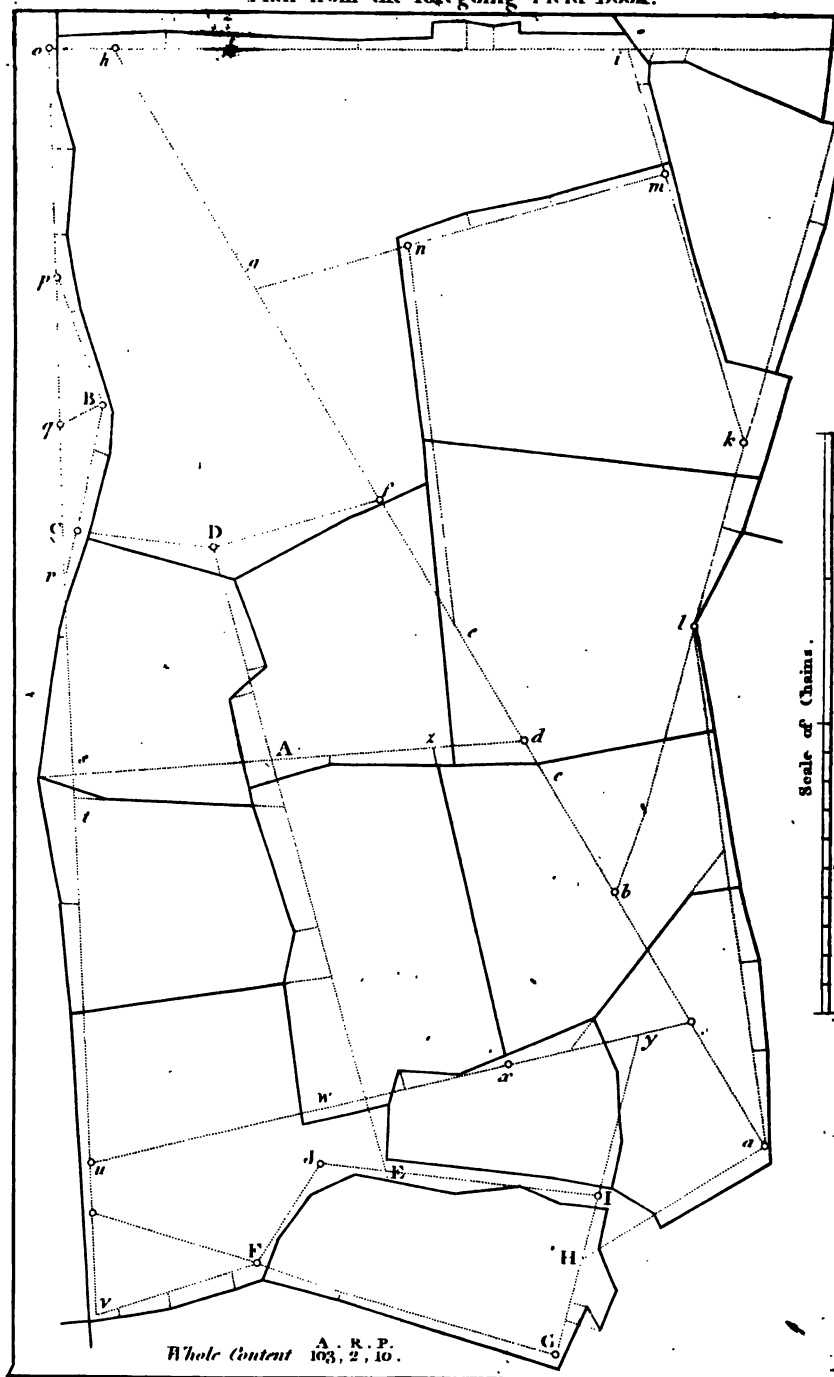 Plan from the foregoing Field Book.
o h i
m
g n
p
B
q k
f
C D
r
e l
Scale of Chains.
A z d
s c
t
b
y
w x
a
u J E
I
F H
v
G
A. R. P.
Whole Content 103, 2, 10.